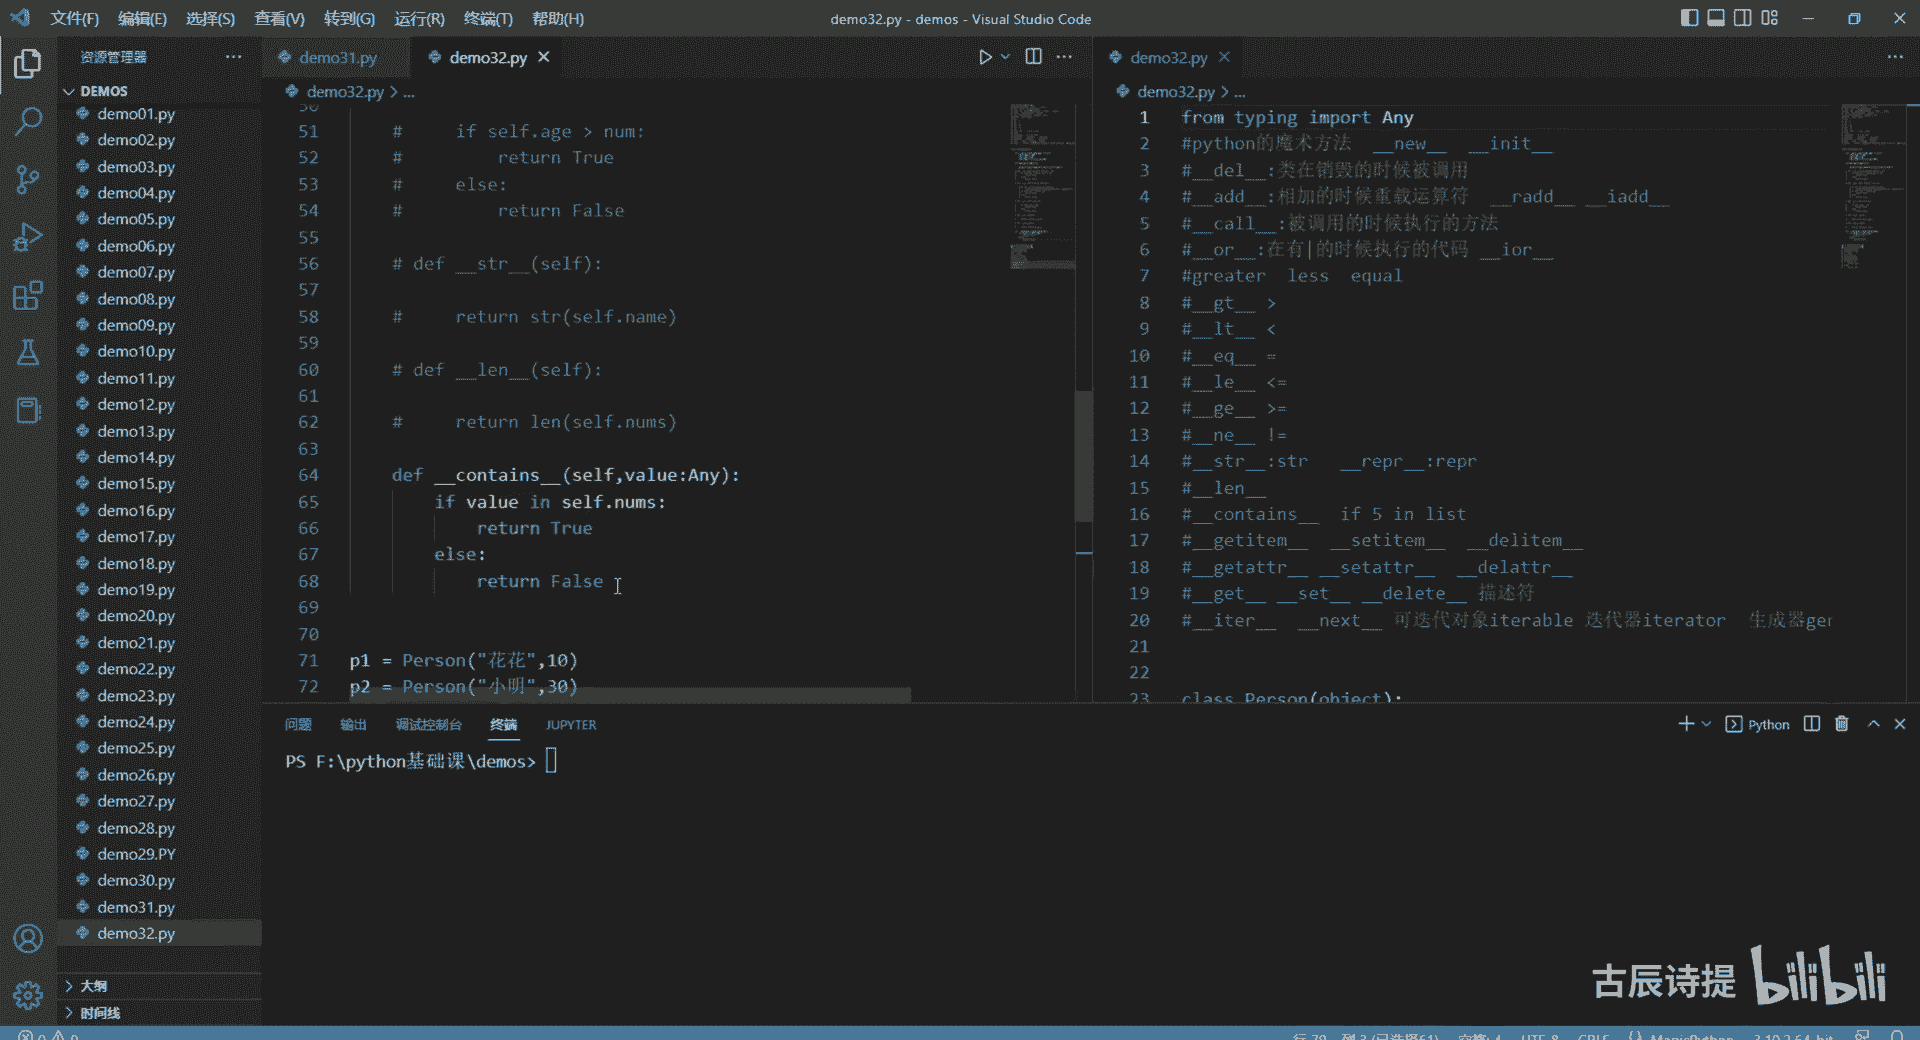 文件(F) 编辑(E) 选择(S) 查看(V) 转到(G) 运行(R) 终端(T) 帮助(H)
demo32.py - demos - Visual Studio Code
资源管理器
DEMOS
demo01.py
demo02.py
demo03.py
demo04.py
demo05.py
demo06.py
demo07.py
demo08.py
demo09.py
demo10.py
demo11.py
demo12.py
demo13.py
demo14.py
demo15.py
demo16.py
demo17.py
demo18.py
demo19.py
demo20.py
demo21.py
demo22.py
demo23.py
demo24.py
demo25.py
demo26.py
demo27.py
demo28.py
demo29.PY
demo30.py
demo31.py
demo32.py
大纲
时间线
demo31.py demo32.py
demo32.py > ...
51 #     if self.age > num:
52 #         return True
53 #     else:
54 #         return False
55
56 # def __str__(self):
57
58 #     return str(self.name)
59
60 # def __len__(self):
61
62 #     return len(self.nums)
63
64 def __contains__(self,value:Any):
65     if value in self.nums:
66         return True
67     else:
68         return False
69
70
71 p1 = Person("花花",10)
72 p2 = Person("小明",30)
demo32.py
demo32.py > ...
1 from typing import Any
2 #python的魔术方法  __new__  __init__
3 #__del__:类在销毁的时候被调用
4 #__add__:相加的时候重载运算符  __radd__ __iadd__
5 #__call__:被调用的时候执行的方法
6 #__or__:在有|的时候执行的代码 __ior__
7 #greater  less  equal
8 #__gt__ >
9 #__lt__ <
10 #__eq__ =
11 #__le__ <=
12 #__ge__ >=
13 #__ne__ !=
14 #__str__:str   __repr__:repr
15 #__len__
16 #__contains__  if 5 in list
17 #__getitem__  __setitem__  __delitem__
18 #__getattr__ __setattr__  __delattr__
19 #__get__ __set__ __delete__ 描述符
20 #__iter__  __next__ 可迭代对象iterable 迭代器iterator  生成器ger
21
22
23 class Person(object):
问题 输出 调试控制台 终端 JUPYTER
Python
PS F:\python基础课\demos>
古辰诗提 bilibili